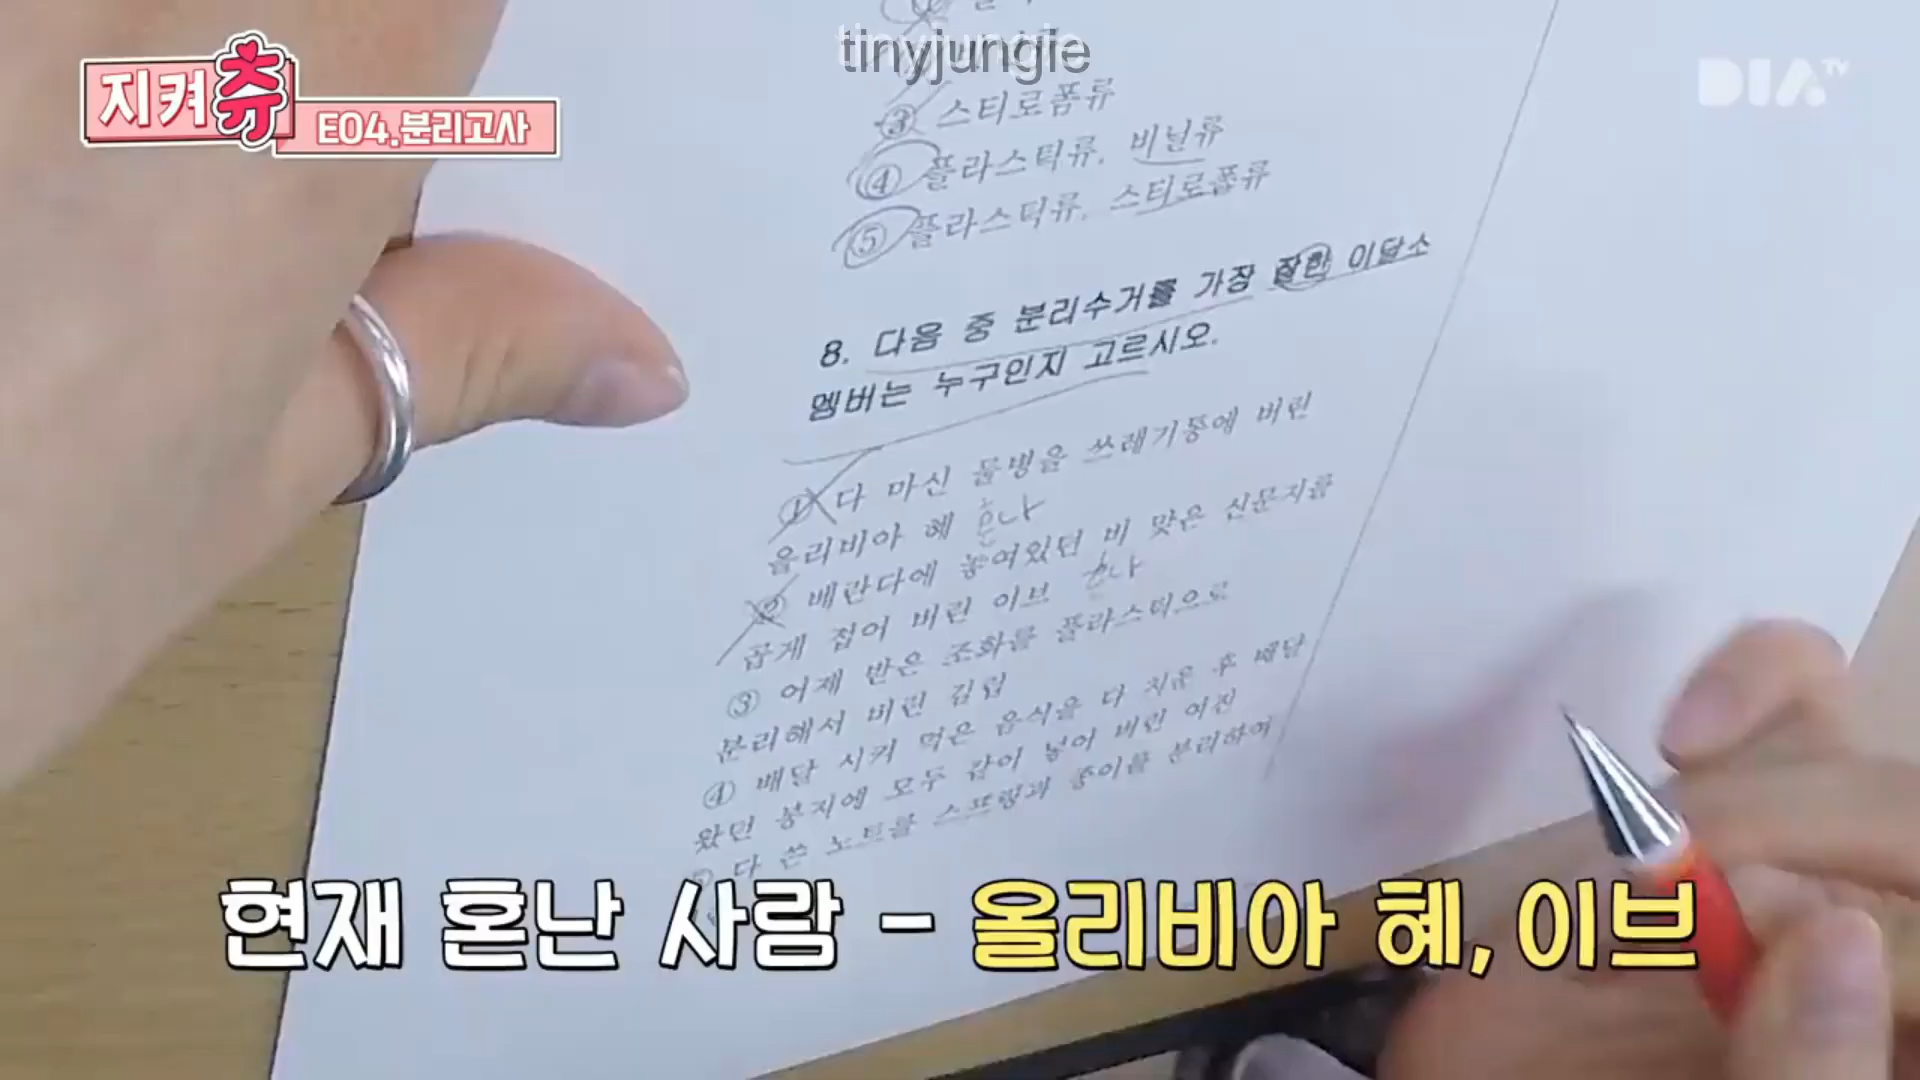 tinyjungle
지켜츄
E04.분리고사
DIA TV
③ 스티로폼류
④ 플라스틱류, 비닐류
⑤ 플라스틱류, 스티로폼류
8. 다음 중 분리수거를 가장 잘한 이달소
멤버는 누구인지 고르시오.
① 다 마신 물병을 쓰레기통에 버린
올리비아 혜 혼나
② 베란다에 놓여있던 비 맞은 신문지를
곱게 접어 버린 이브 혼나
③ 어제 받은 조화를 플라스틱으로
분리해서 버린 김립
④ 배달 시켜 먹은 음식을 다 치운 후 배달
왔던 봉지에 모두 같이 넣어 버린 여진
⑤ 다 쓴 노트를 스프링과 종이를 분리하여
현재 혼난 사람 - 올리비아 혜, 이브